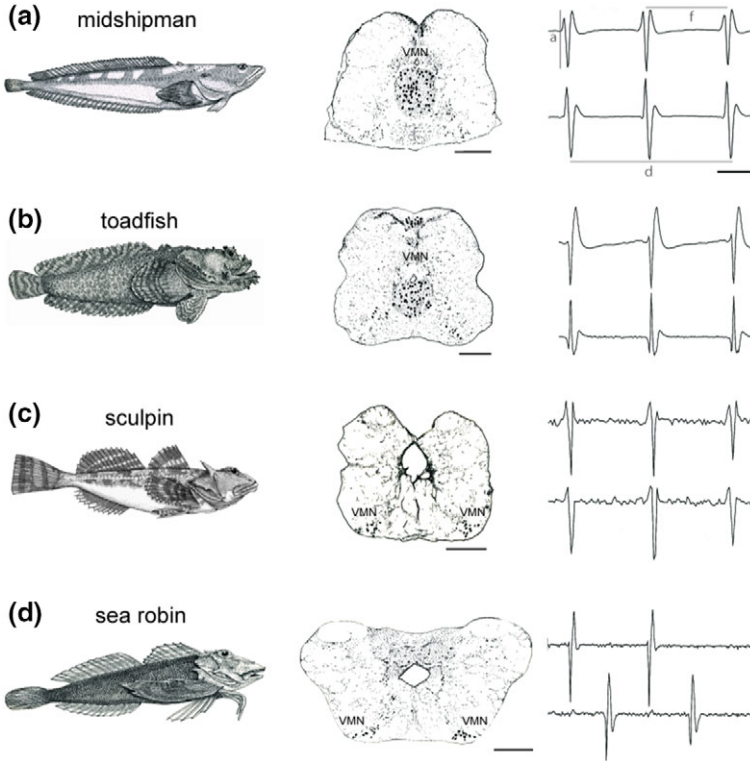 (a) midshipman
VMN
a
f
d
(b) toadfish
VMN
(c) sculpin
VMN VMN
(d) sea robin
VMN VMN